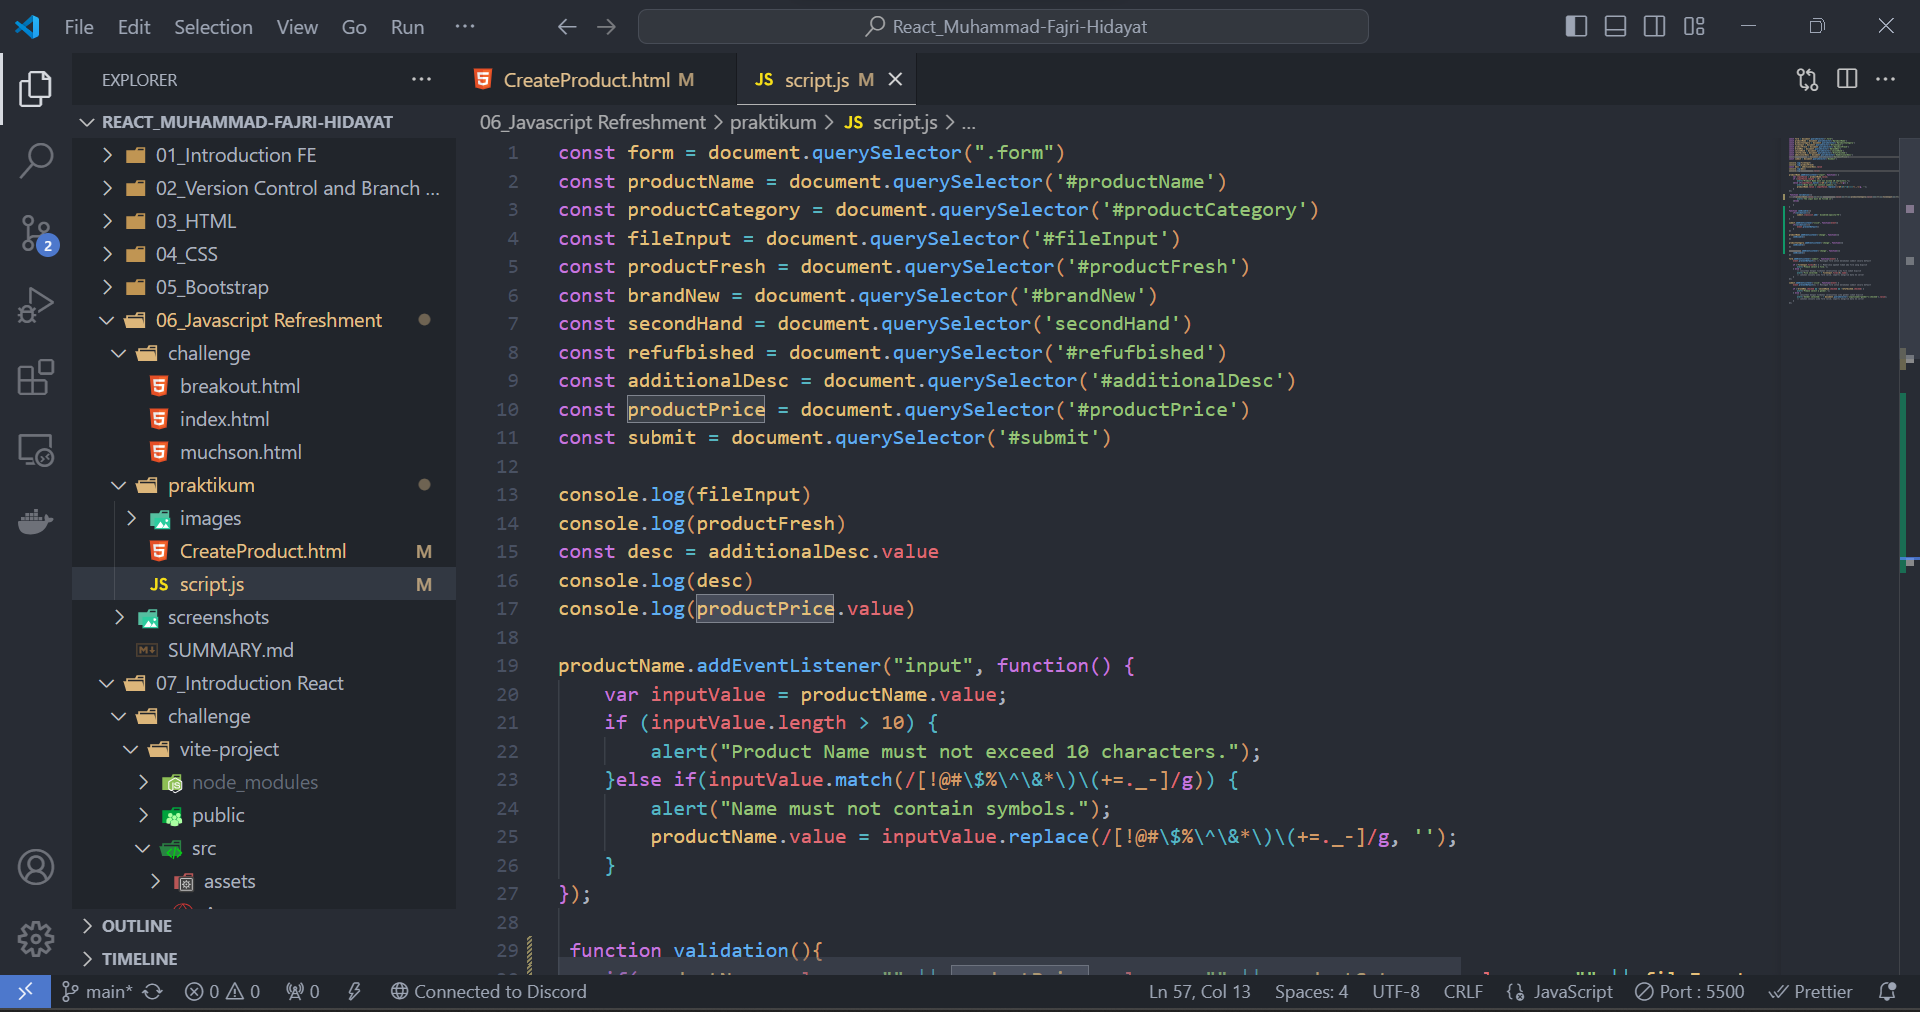 File Edit Selection View Go Run ··· React_Muhammad-Fajri-Hidayat
EXPLORER ···
CreateProduct.html M
JS script.js M
REACT_MUHAMMAD-FAJRI-HIDAYAT
01_Introduction FE
02_Version Control and Branch ...
03_HTML
04_CSS
05_Bootstrap
06_Javascript Refreshment
challenge
breakout.html
index.html
muchson.html
praktikum
images
CreateProduct.html M
JS script.js M
screenshots
SUMMARY.md
07_Introduction React
challenge
vite-project
node_modules
public
src
assets
OUTLINE
TIMELINE
2
06_Javascript Refreshment > praktikum > JS script.js > ...
1 const form = document.querySelector(".form")
2 const productName = document.querySelector('#productName')
3 const productCategory = document.querySelector('#productCategory')
4 const fileInput = document.querySelector('#fileInput')
5 const productFresh = document.querySelector('#productFresh')
6 const brandNew = document.querySelector('#brandNew')
7 const secondHand = document.querySelector('secondHand')
8 const refufbished = document.querySelector('#refufbished')
9 const additionalDesc = document.querySelector('#additionalDesc')
10 const productPrice = document.querySelector('#productPrice')
11 const submit = document.querySelector('#submit')
12
13 console.log(fileInput)
14 console.log(productFresh)
15 const desc = additionalDesc.value
16 console.log(desc)
17 console.log(productPrice.value)
18
19 productName.addEventListener("input", function() {
20 var inputValue = productName.value;
21 if (inputValue.length > 10) {
22 alert("Product Name must not exceed 10 characters.");
23 }else if(inputValue.match(/[!@#\$%\^\&*\)\(+=._-]/g)) {
24 alert("Name must not contain symbols.");
25 productName.value = inputValue.replace(/[!@#\$%\^\&*\)\(+=._-]/g, '');
26 }
27 });
28
29 function validation(){
main* 0 0 0 Connected to Discord Ln 57, Col 13 Spaces: 4 UTF-8 CRLF JavaScript Port : 5500 Prettier